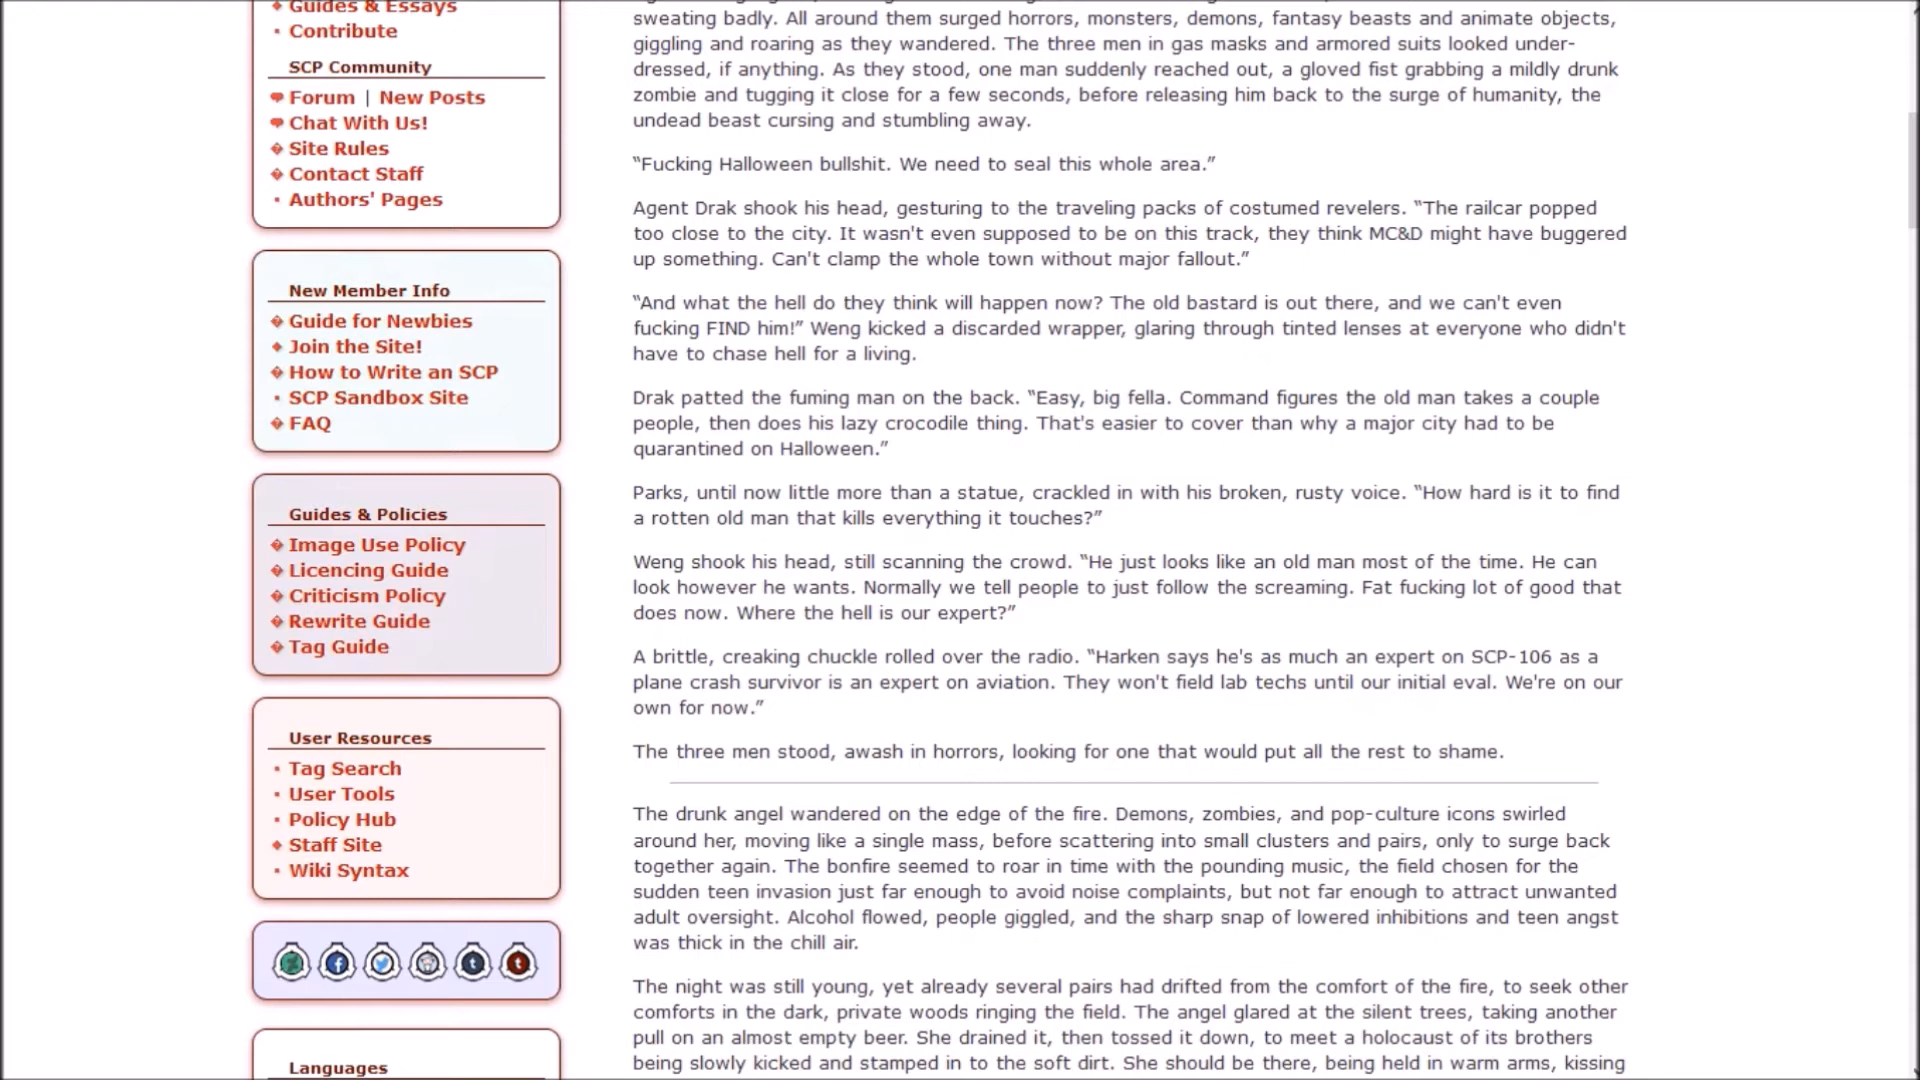 Guides & Essays
Contribute
SCP Community
Forum | New Posts
Chat With Us!
Site Rules
Contact Staff
Authors' Pages
New Member Info
Guide for Newbies
Join the Site!
How to Write an SCP
SCP Sandbox Site
FAQ
Guides & Policies
Image Use Policy
Licencing Guide
Criticism Policy
Rewrite Guide
Tag Guide
User Resources
Tag Search
User Tools
Policy Hub
Staff Site
Wiki Syntax
Languages
sweating badly. All around them surged horrors, monsters, demons, fantasy beasts and animate objects,
giggling and roaring as they wandered. The three men in gas masks and armored suits looked under-
dressed, if anything. As they stood, one man suddenly reached out, a gloved fist grabbing a mildly drunk
zombie and tugging it close for a few seconds, before releasing him back to the surge of humanity, the
undead beast cursing and stumbling away.
“Fucking Halloween bullshit. We need to seal this whole area.”
Agent Drak shook his head, gesturing to the traveling packs of costumed revelers. “The railcar popped
too close to the city. It wasn't even supposed to be on this track, they think MC&D might have buggered
up something. Can't clamp the whole town without major fallout.”
“And what the hell do they think will happen now? The old bastard is out there, and we can't even
fucking FIND him!” Weng kicked a discarded wrapper, glaring through tinted lenses at everyone who didn't
have to chase hell for a living.
Drak patted the fuming man on the back. “Easy, big fella. Command figures the old man takes a couple
people, then does his lazy crocodile thing. That's easier to cover than why a major city had to be
quarantined on Halloween.”
Parks, until now little more than a statue, crackled in with his broken, rusty voice. “How hard is it to find
a rotten old man that kills everything it touches?”
Weng shook his head, still scanning the crowd. “He just looks like an old man most of the time. He can
look however he wants. Normally we tell people to just follow the screaming. Fat fucking lot of good that
does now. Where the hell is our expert?”
A brittle, creaking chuckle rolled over the radio. “Harken says he's as much an expert on SCP-106 as a
plane crash survivor is an expert on aviation. They won't field lab techs until our initial eval. We're on our
own for now.”
The three men stood, awash in horrors, looking for one that would put all the rest to shame.
The drunk angel wandered on the edge of the fire. Demons, zombies, and pop-culture icons swirled
around her, moving like a single mass, before scattering into small clusters and pairs, only to surge back
together again. The bonfire seemed to roar in time with the pounding music, the field chosen for the
sudden teen invasion just far enough to avoid noise complaints, but not far enough to attract unwanted
adult oversight. Alcohol flowed, people giggled, and the sharp snap of lowered inhibitions and teen angst
was thick in the chill air.
The night was still young, yet already several pairs had drifted from the comfort of the fire, to seek other
comforts in the dark, private woods ringing the field. The angel glared at the silent trees, taking another
pull on an almost empty beer. She drained it, then tossed it down, to meet a holocaust of its brothers
being slowly kicked and stamped in to the soft dirt. She should be there, being held in warm arms, kissing